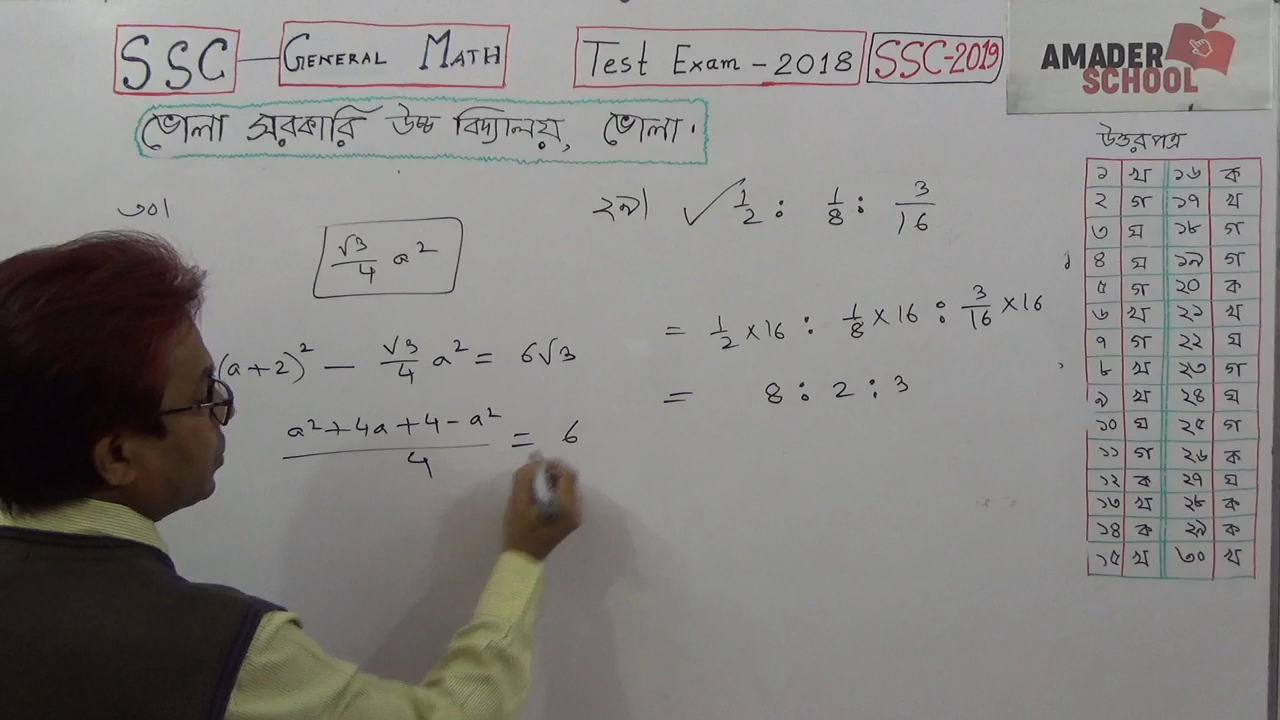 SSC GENERAL MATH Test Exam - 2018 SSC-2019
AMADER SCHOOL
ভোলা সরকারি উচ্চ বিদ্যালয়, ভোলা।
উত্তরপত্র
৩০।
√3/4 a²
(a+2)² − √3/4 a² = 6√3
a²+4a+4-a² / 4 = 6
২৯। ✓ 1/2 : 1/8 : 3/16
= 1/2 × 16 : 1/8 × 16 : 3/16 × 16
= 8 : 2 : 3
১ খ ১৬ ক
২ গ ১৭ খ
৩ ঘ ১৮ গ
৪ ঘ ১৯ গ
৫ গ ২০ ক
৬ খ ২১ খ
৭ গ ২২ ঘ
৮ খ ২৩ গ
৯ খ ২৪ ঘ
১০ ঘ ২৫ গ
১১ গ ২৬ ক
১২ ক ২৭ ঘ
১৩ খ ২৮ ক
১৪ ক ২৯ ক
১৫ খ ৩০ খ